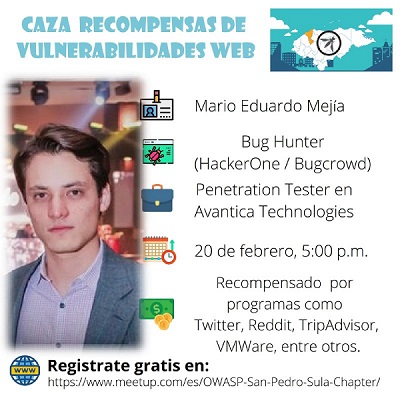 CAZA RECOMPENSAS DE
VULNERABILIDADES WEB
Mario Eduardo Mejía
Bug Hunter
(HackerOne / Bugcrowd)
Penetration Tester en
Avantica Technologies
20 de febrero, 5:00 p.m.
Recompensado por
programas como
Twitter, Reddit, TripAdvisor,
VMWare, entre otros.
WWW
Registrate gratis en:
https://www.meetup.com/es/OWASP-San-Pedro-Sula-Chapter/